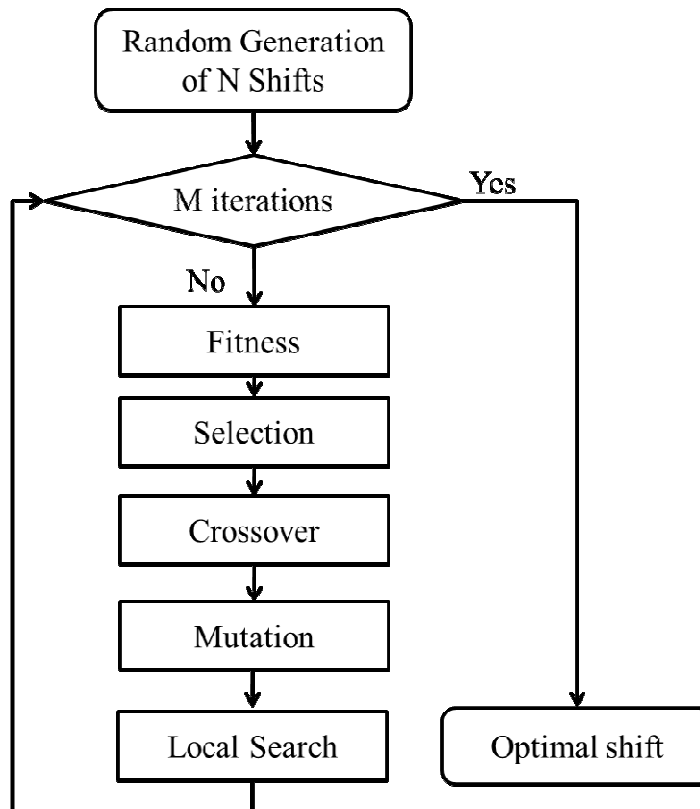 Random Generation
of N Shifts
M iterations
Yes
No
Fitness
Selection
Crossover
Mutation
Local Search
Optimal shift